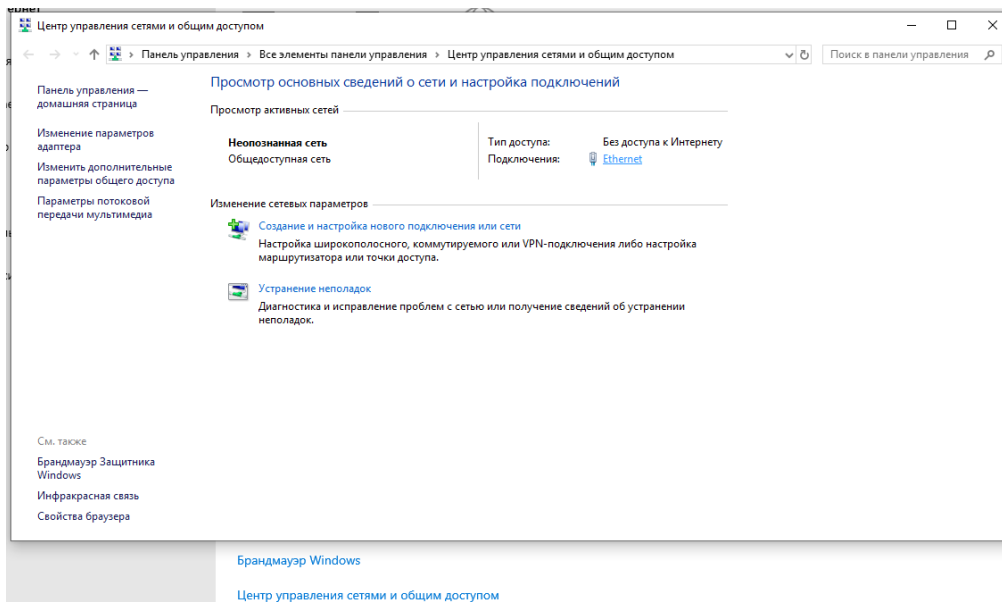 Центр управления сетями и общим доступом
Панель управления › Все элементы панели управления › Центр управления сетями и общим доступом
Поиск в панели управления
Панель управления —
домашняя страница
Изменение параметров
адаптера
Изменить дополнительные
параметры общего доступа
Параметры потоковой
передачи мультимедиа
Просмотр основных сведений о сети и настройка подключений
Просмотр активных сетей
Неопознанная сеть
Общедоступная сеть
Тип доступа: Без доступа к Интернету
Подключения: Ethernet
Изменение сетевых параметров
Создание и настройка нового подключения или сети
Настройка широкополосного, коммутируемого или VPN-подключения либо настройка
маршрутизатора или точки доступа.
Устранение неполадок
Диагностика и исправление проблем с сетью или получение сведений об устранении
неполадок.
См. также
Брандмауэр Защитника
Windows
Инфракрасная связь
Свойства браузера
Брандмауэр Windows
Центр управления сетями и общим доступом